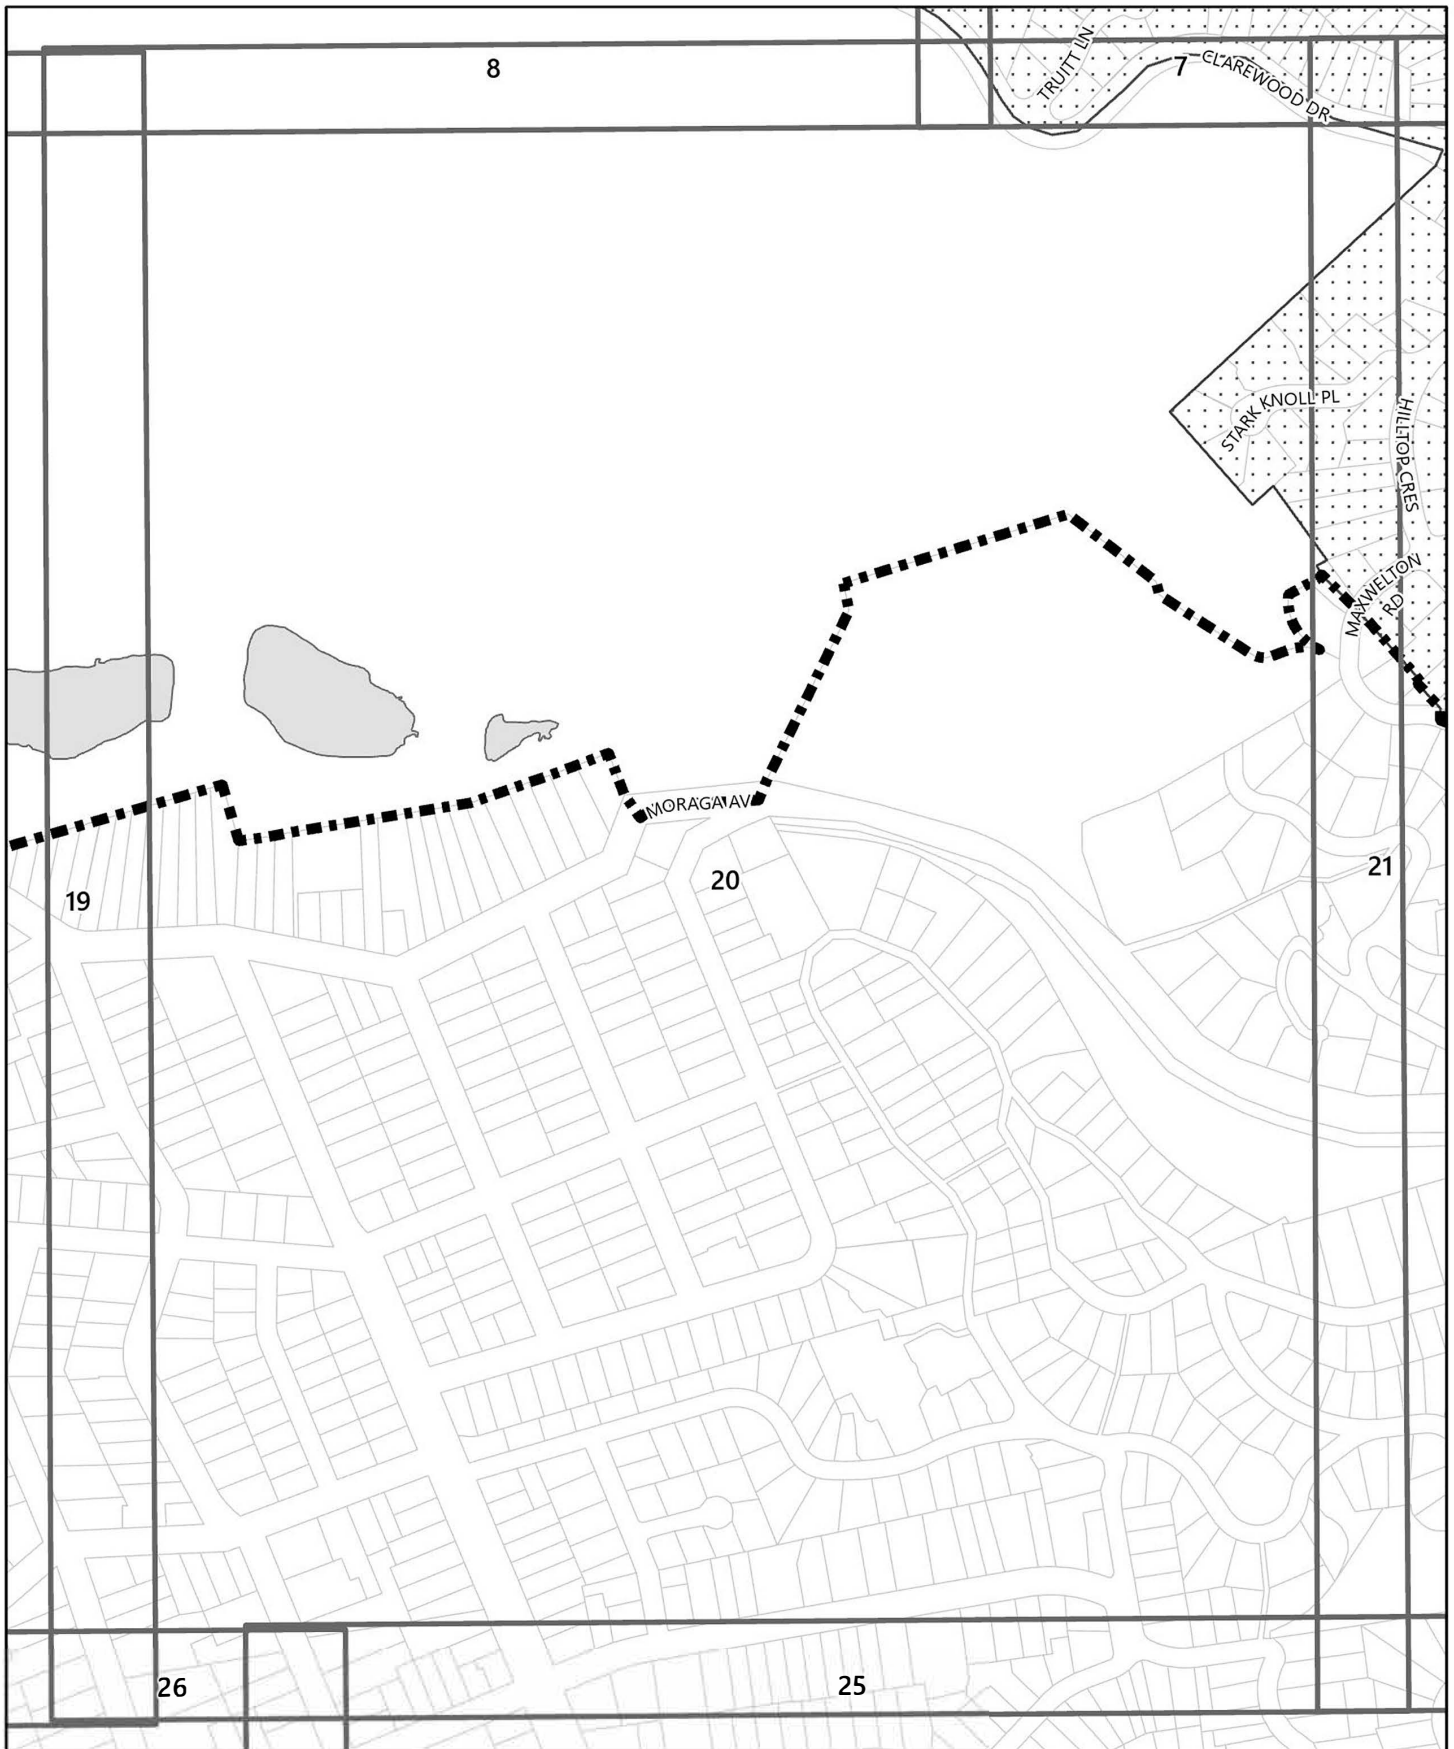 8
7
TRUITT LN
CLAREWOOD DR
STARK KNOLL PL
HILLTOP CRES
MAXWELTON
RD
MORAGA AV
20
21
19
26
25